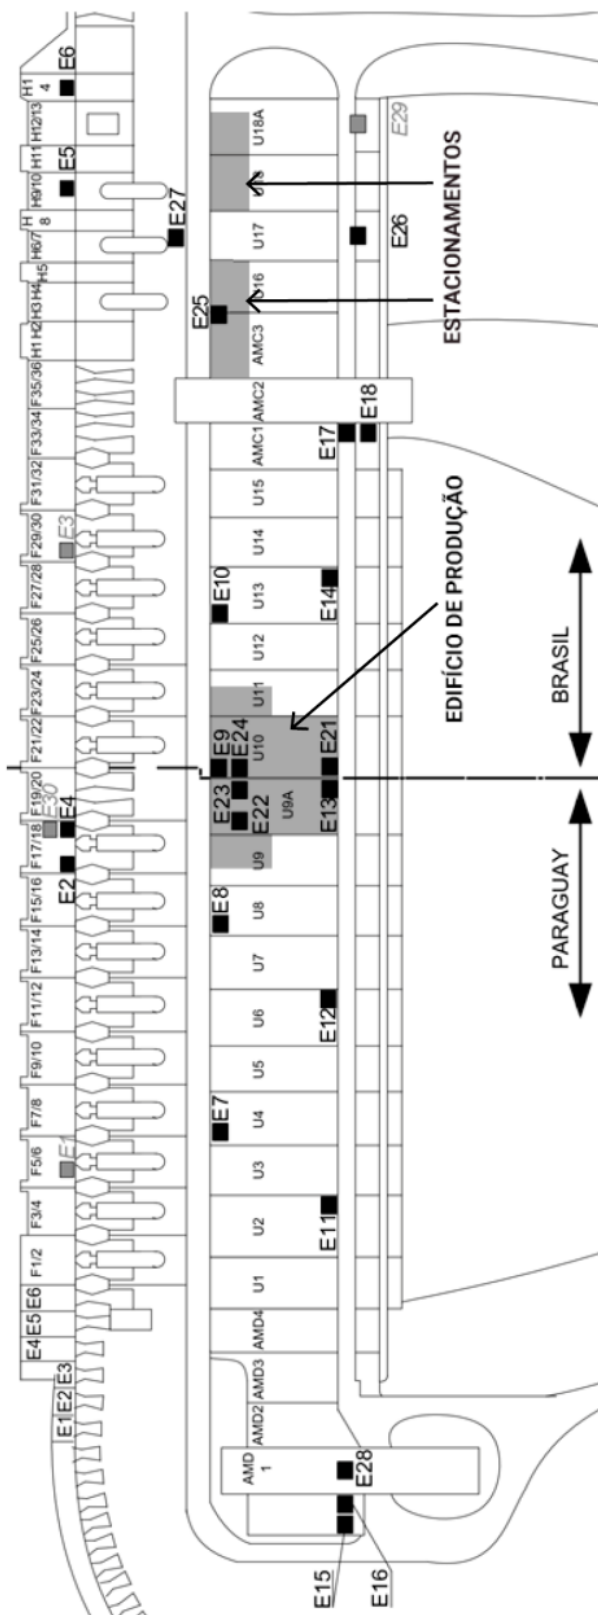 E6
H1
4
H12/13
H11
E5
H9/10
H
8
H6/7
H5
H4
H3
H2
H1
F35/36
F33/34
F31/32
F29/30
E3
F27/28
F25/26
F23/24
F21/22
F19/20
E30
E4
F17/18
E2
F15/16
F13/14
F11/12
F9/10
F7/8
E1
F5/6
F3/4
F1/2
E6
E5
E4
E3
E2
E1
E27
E25
U18A
U17
U16
AMC3
AMC2
AMC1
U15
U14
E10
U13
E14
U12
U11
E9
E24
U10
E21
E23
E22
U9A
E13
U9
E8
U8
U7
U6
E12
U5
E7
U4
U3
U2
E11
U1
AMD4
AMD3
AMD2
AMD
1
E28
E15
E16
E29
E26
E17
E18
ESTACIONAMENTOS
EDIFÍCIO DE PRODUÇÃO
BRASIL
PARAGUAY